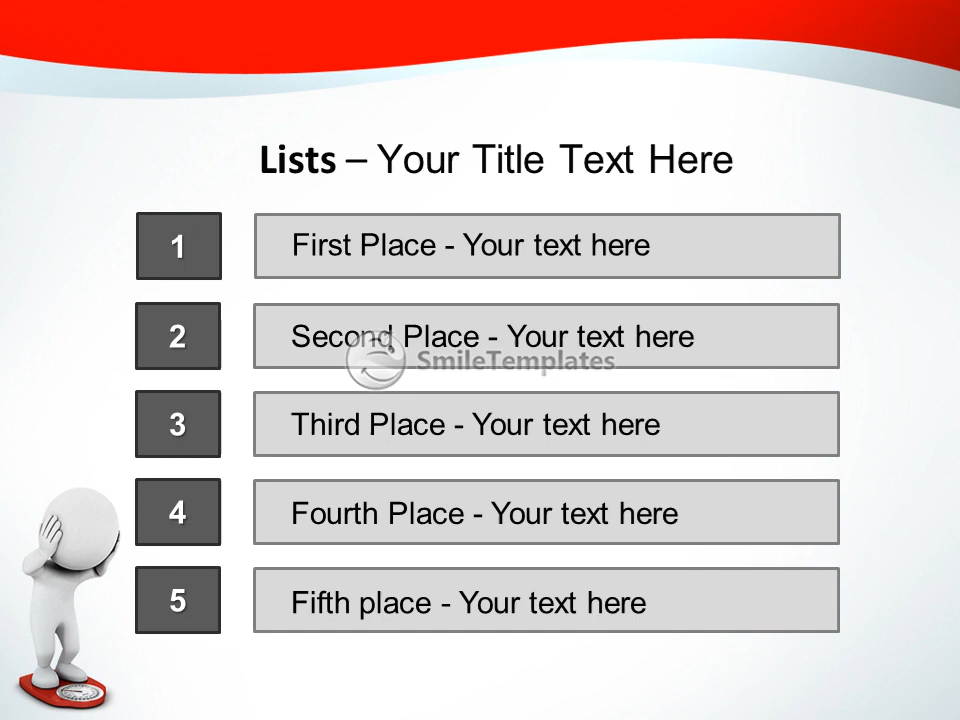 Lists – Your Title Text Here
1 First Place - Your text here
2 Second Place - Your text here
SmileTemplates
3 Third Place - Your text here
4 Fourth Place - Your text here
5 Fifth place - Your text here